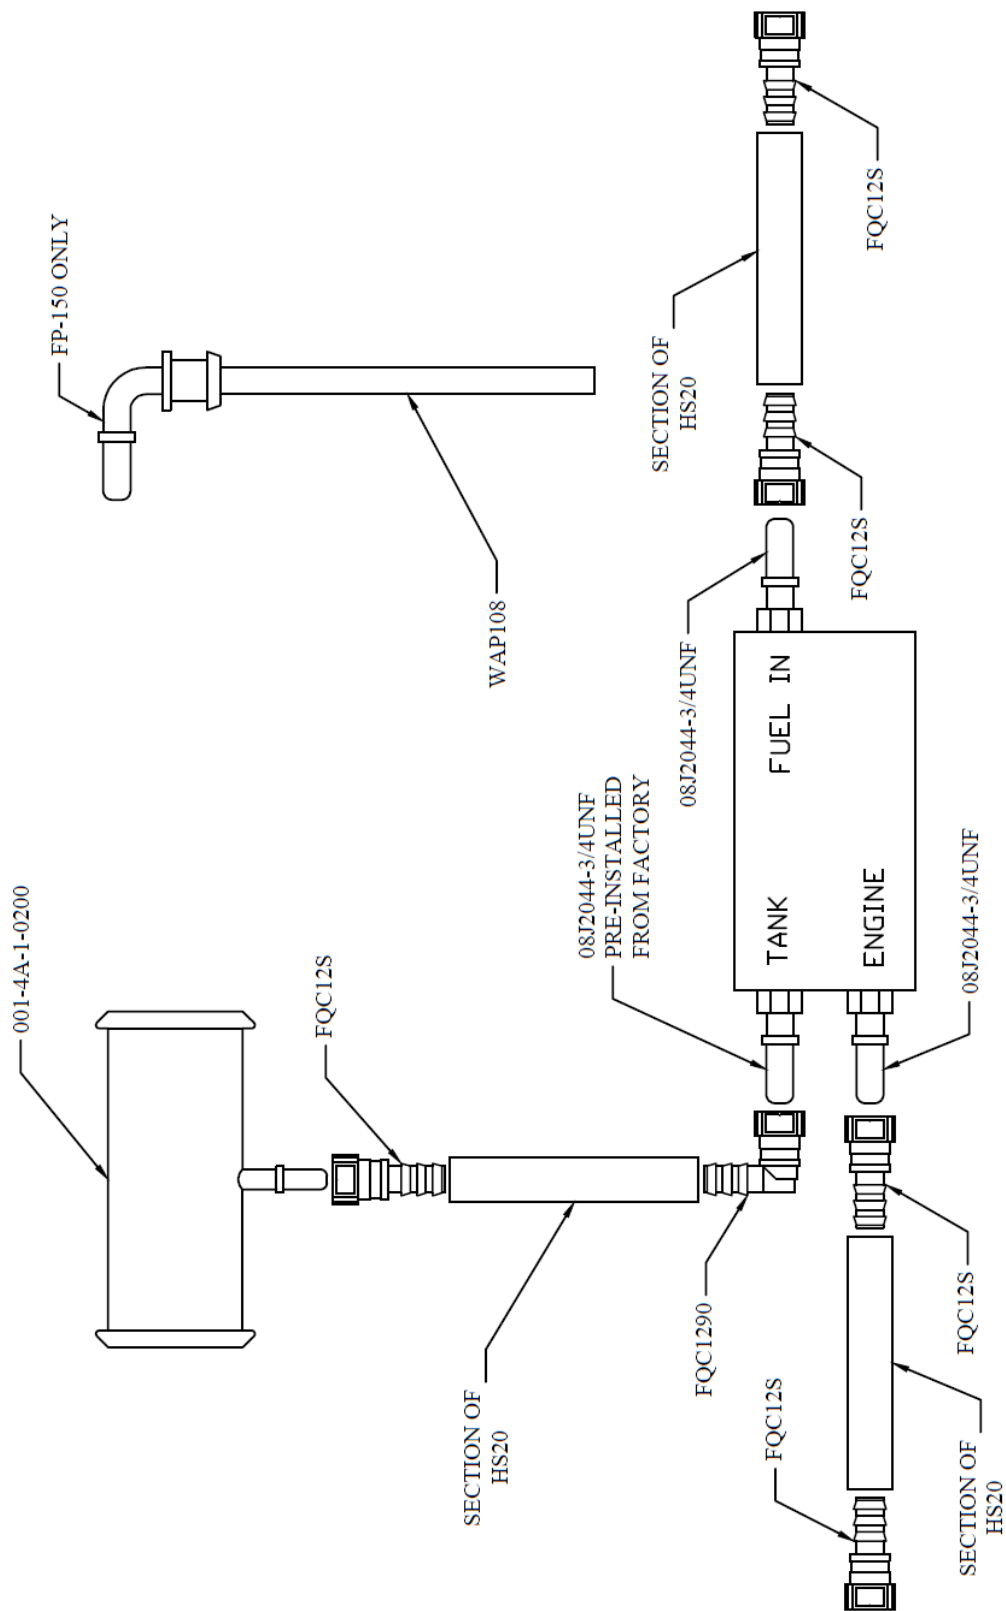 001-4A-1-0200
FP-150 ONLY
FQC12S
SECTION OF
HS20
WAP108
08J2044-3/4UNF
PRE-INSTALLED
FROM FACTORY
SECTION OF
HS20
08J2044-3/4UNF
FQC1290
FQC12S
TANK
FUEL IN
FQC12S
FQC12S
ENGINE
SECTION OF
HS20
FQC12S
08J2044-3/4UNF